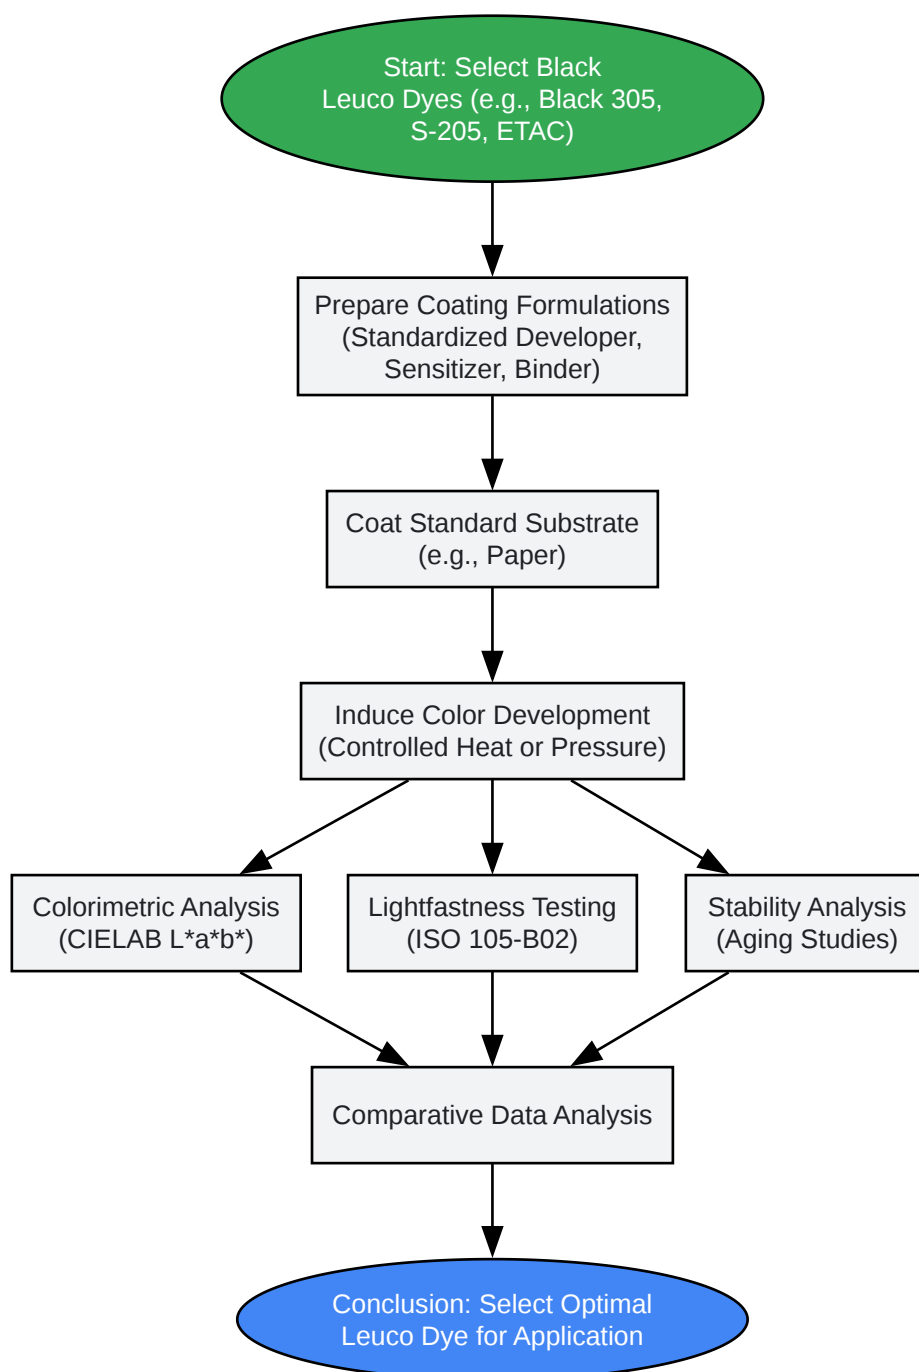 Start: Select Black
Leuco Dyes (e.g., Black 305,
S-205, ETAC)
Prepare Coating Formulations
(Standardized Developer,
Sensitizer, Binder)
Coat Standard Substrate
(e.g., Paper)
Induce Color Development
(Controlled Heat or Pressure)
Colorimetric Analysis
(CIELAB L*a*b*)
Lightfastness Testing
(ISO 105-B02)
Stability Analysis
(Aging Studies)
Comparative Data Analysis
Conclusion: Select Optimal
Leuco Dye for Application